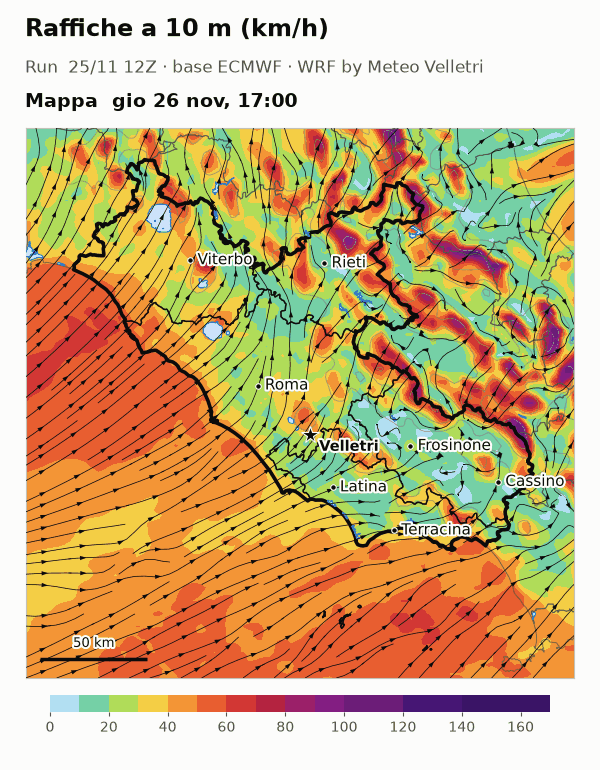 Raffiche a 10 m (km/h)
Run  25/11 12Z · base ECMWF · WRF by Meteo Velletri
Mappa  gio 26 nov, 17:00
Viterbo
Rieti
Roma
Velletri
Frosinone
Cassino
Latina
Terracina
50 km
0 20 40 60 80 100 120 140 160